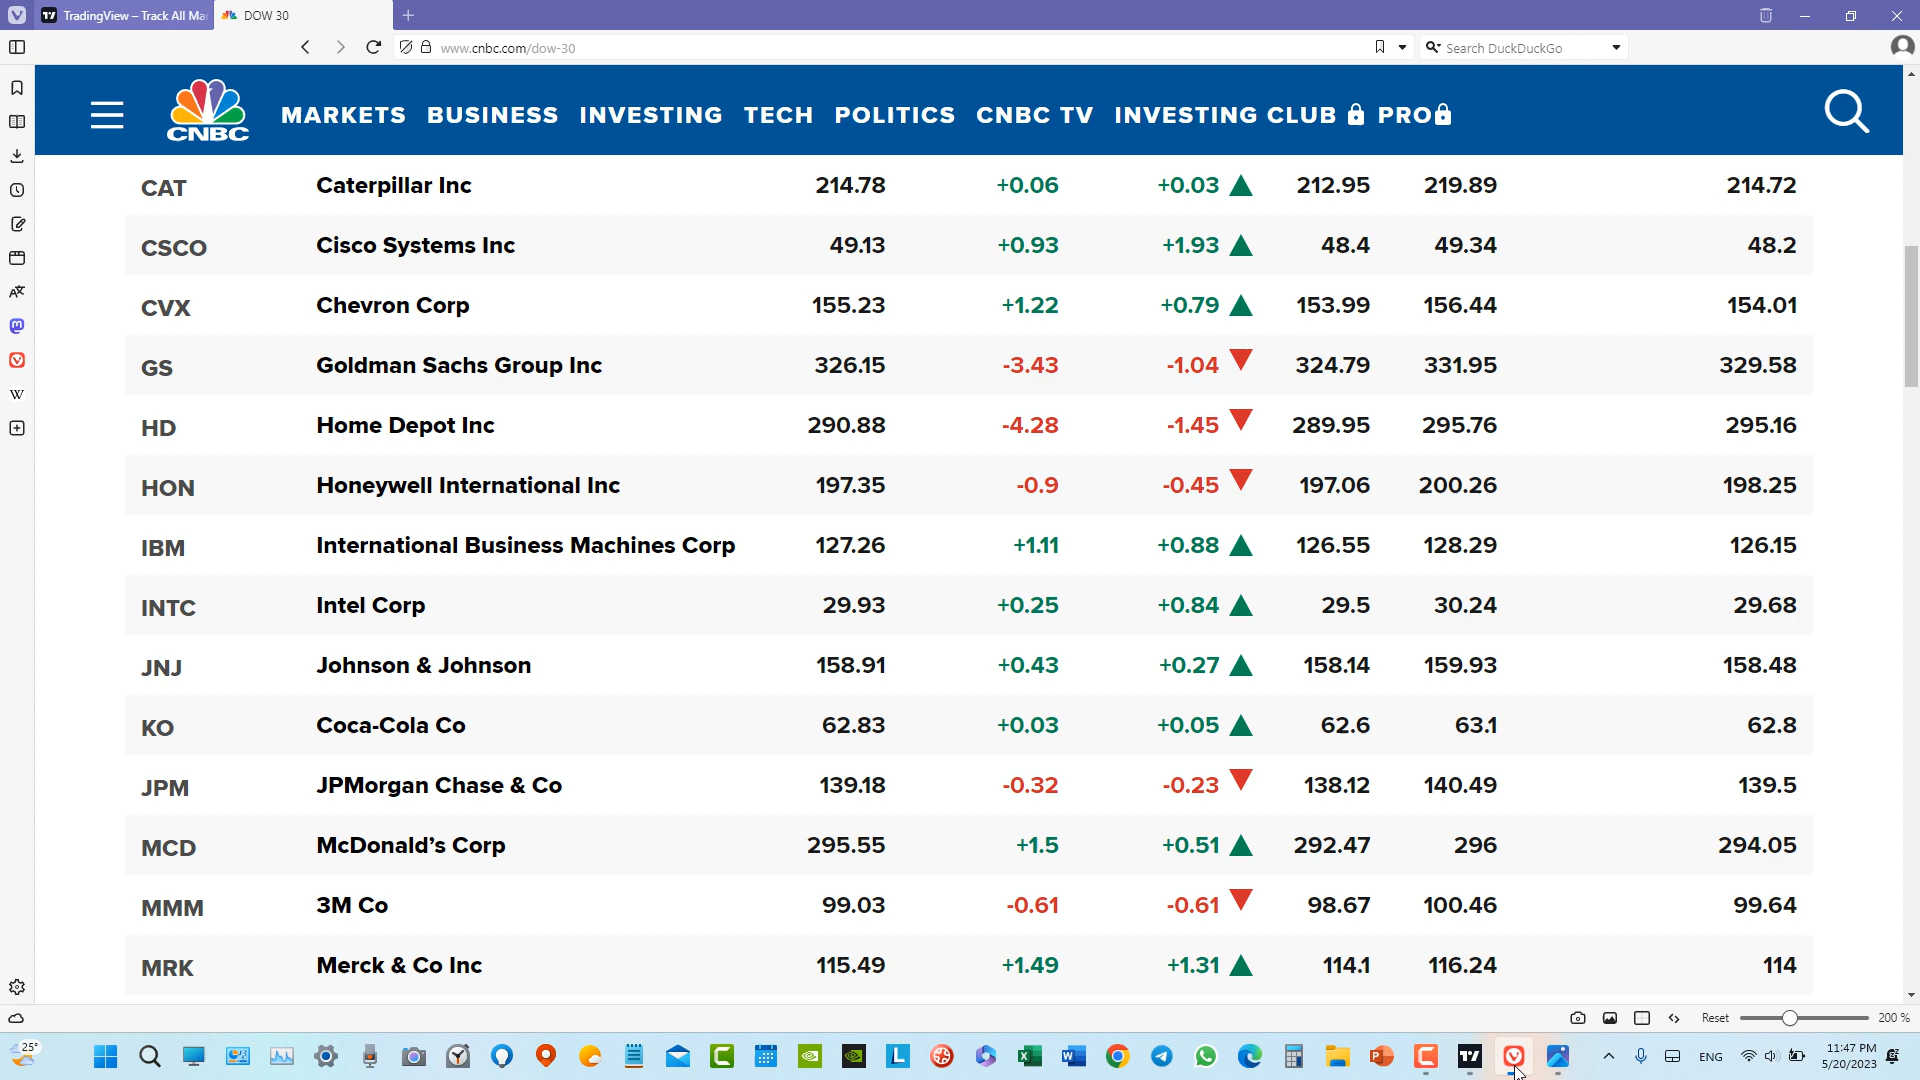 TradingView – Track All Ma
DOW 30
www.cnbc.com/dow-30
Search DuckDuckGo
CNBC
MARKETS BUSINESS INVESTING TECH POLITICS CNBC TV INVESTING CLUB PRO
CAT Caterpillar Inc 214.78 +0.06 +0.03 212.95 219.89 214.72
CSCO Cisco Systems Inc 49.13 +0.93 +1.93 48.4 49.34 48.2
CVX Chevron Corp 155.23 +1.22 +0.79 153.99 156.44 154.01
GS Goldman Sachs Group Inc 326.15 -3.43 -1.04 324.79 331.95 329.58
HD Home Depot Inc 290.88 -4.28 -1.45 289.95 295.76 295.16
HON Honeywell International Inc 197.35 -0.9 -0.45 197.06 200.26 198.25
IBM International Business Machines Corp 127.26 +1.11 +0.88 126.55 128.29 126.15
INTC Intel Corp 29.93 +0.25 +0.84 29.5 30.24 29.68
JNJ Johnson & Johnson 158.91 +0.43 +0.27 158.14 159.93 158.48
KO Coca-Cola Co 62.83 +0.03 +0.05 62.6 63.1 62.8
JPM JPMorgan Chase & Co 139.18 -0.32 -0.23 138.12 140.49 139.5
MCD McDonald’s Corp 295.55 +1.5 +0.51 292.47 296 294.05
MMM 3M Co 99.03 -0.61 -0.61 98.67 100.46 99.64
MRK Merck & Co Inc 115.49 +1.49 +1.31 114.1 116.24 114
Reset 200 %
25°
ENG
11:47 PM
5/20/2023